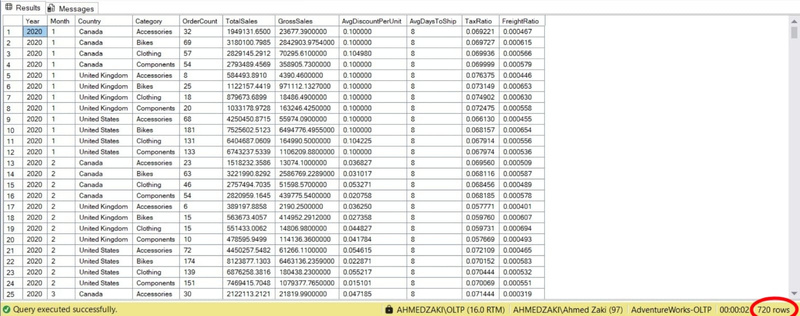 Results Messages
Year Month Country Category OrderCount TotalSales GrossSales AvgDiscountPerUnit AvgDaysToShip TaxRatio FreightRatio
1 2020 1 Canada Accessories 32 1949131.6500 23677.3900000 0.100000 8 0.069221 0.000467
2 2020 1 Canada Bikes 69 3180100.7985 2842903.9754000 0.100000 8 0.069727 0.000615
3 2020 1 Canada Clothing 57 2829145.2912 70295.6100000 0.104989 8 0.069936 0.000566
4 2020 1 Canada Components 54 2793489.4569 358905.7300000 0.100000 8 0.069999 0.000579
5 2020 1 United Kingdom Accessories 8 584493.8910 4390.4600000 0.100000 8 0.076375 0.000446
6 2020 1 United Kingdom Bikes 25 1122157.4419 971112.1327000 0.100000 8 0.073149 0.000653
7 2020 1 United Kingdom Clothing 18 879673.6899 18486.4900000 0.100000 8 0.074902 0.000630
8 2020 1 United Kingdom Components 20 1033178.9728 163246.4250000 0.100000 8 0.072475 0.000558
9 2020 1 United States Accessories 68 4250450.8715 55974.0900000 0.100000 8 0.066130 0.000455
10 2020 1 United States Bikes 181 7525602.5123 6494776.4955000 0.100000 8 0.068157 0.000654
11 2020 1 United States Clothing 131 6404687.0609 164990.5000000 0.104225 8 0.067914 0.000556
12 2020 1 United States Components 133 6743237.5339 1106209.8800000 0.100000 8 0.067974 0.000536
13 2020 2 Canada Accessories 23 1518232.3586 13074.1000000 0.036827 8 0.069560 0.000509
14 2020 2 Canada Bikes 63 3221990.8292 2586769.2289000 0.031017 8 0.068116 0.000587
15 2020 2 Canada Clothing 46 2757494.7035 51598.5700000 0.053271 8 0.068456 0.000489
16 2020 2 Canada Components 54 2820959.1645 439775.5400000 0.020758 8 0.068185 0.000578
17 2020 2 United Kingdom Accessories 6 389197.8858 2190.2500000 0.036250 8 0.057771 0.000401
18 2020 2 United Kingdom Bikes 15 563673.4057 414952.2912000 0.027358 8 0.059760 0.000607
19 2020 2 United Kingdom Clothing 15 551433.0062 14806.9800000 0.044827 8 0.059731 0.000694
20 2020 2 United Kingdom Components 10 478595.9499 114136.3600000 0.041784 8 0.057669 0.000493
21 2020 2 United States Accessories 72 4450257.5482 61266.1100000 0.054615 8 0.072109 0.000465
22 2020 2 United States Bikes 174 8123877.1303 6463136.2359000 0.022871 8 0.070152 0.000583
23 2020 2 United States Clothing 139 6876258.3816 180438.2300000 0.055217 8 0.070444 0.000532
24 2020 2 United States Components 151 7469415.7048 1079377.7650000 0.015101 8 0.070069 0.000551
25 2020 3 Canada Accessories 30 2122113.2121 21819.9900000 0.047185 8 0.071444 0.000319
Query executed successfully. AHMEDZAKI\OLTP (16.0 RTM) AHMEDZAKI\Ahmed Zaki (97) AdventureWorks-OLTP 00:00:02 720 rows